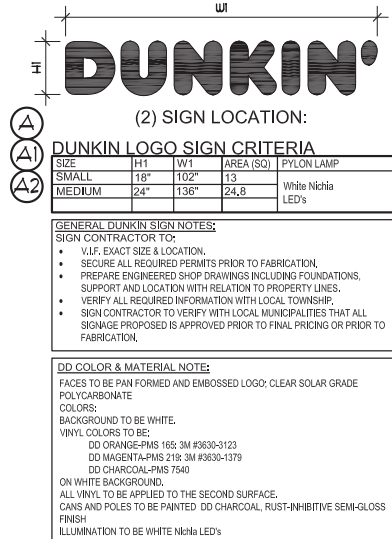 W1
H1
DUNKIN'
A
(2) SIGN LOCATION:
A1
DUNKIN LOGO SIGN CRITERIA
A2
SIZE H1 W1 AREA (SQ) PYLON LAMP
SMALL 18" 102" 13 White Nichia
MEDIUM 24" 136" 24.8 LED's
GENERAL DUNKIN SIGN NOTES:
SIGN CONTRACTOR TO:
• V.I.F. EXACT SIZE & LOCATION.
• SECURE ALL REQUIRED PERMITS PRIOR TO FABRICATION.
• PREPARE ENGINEERED SHOP DRAWINGS INCLUDING FOUNDATIONS,
SUPPORT AND LOCATION WITH RELATION TO PROPERTY LINES.
• VERIFY ALL REQUIRED INFORMATION WITH LOCAL TOWNSHIP.
• SIGN CONTRACTOR TO VERIFY WITH LOCAL MUNICIPALITIES THAT ALL
SIGNAGE PROPOSED IS APPROVED PRIOR TO FINAL PRICING OR PRIOR TO
FABRICATION.
DD COLOR & MATERIAL NOTE:
FACES TO BE PAN FORMED AND EMBOSSED LOGO; CLEAR SOLAR GRADE
POLYCARBONATE
COLORS:
BACKGROUND TO BE WHITE.
VINYL COLORS TO BE:
DD ORANGE-PMS 165: 3M #3630-3123
DD MAGENTA-PMS 219: 3M #3630-1379
DD CHARCOAL-PMS 7540
ON WHITE BACKGROUND.
ALL VINYL TO BE APPLIED TO THE SECOND SURFACE.
CANS AND POLES TO BE PAINTED DD CHARCOAL, RUST-INHIBITIVE SEMI-GLOSS
FINISH
ILLUMINATION TO BE WHITE Nichia LED's